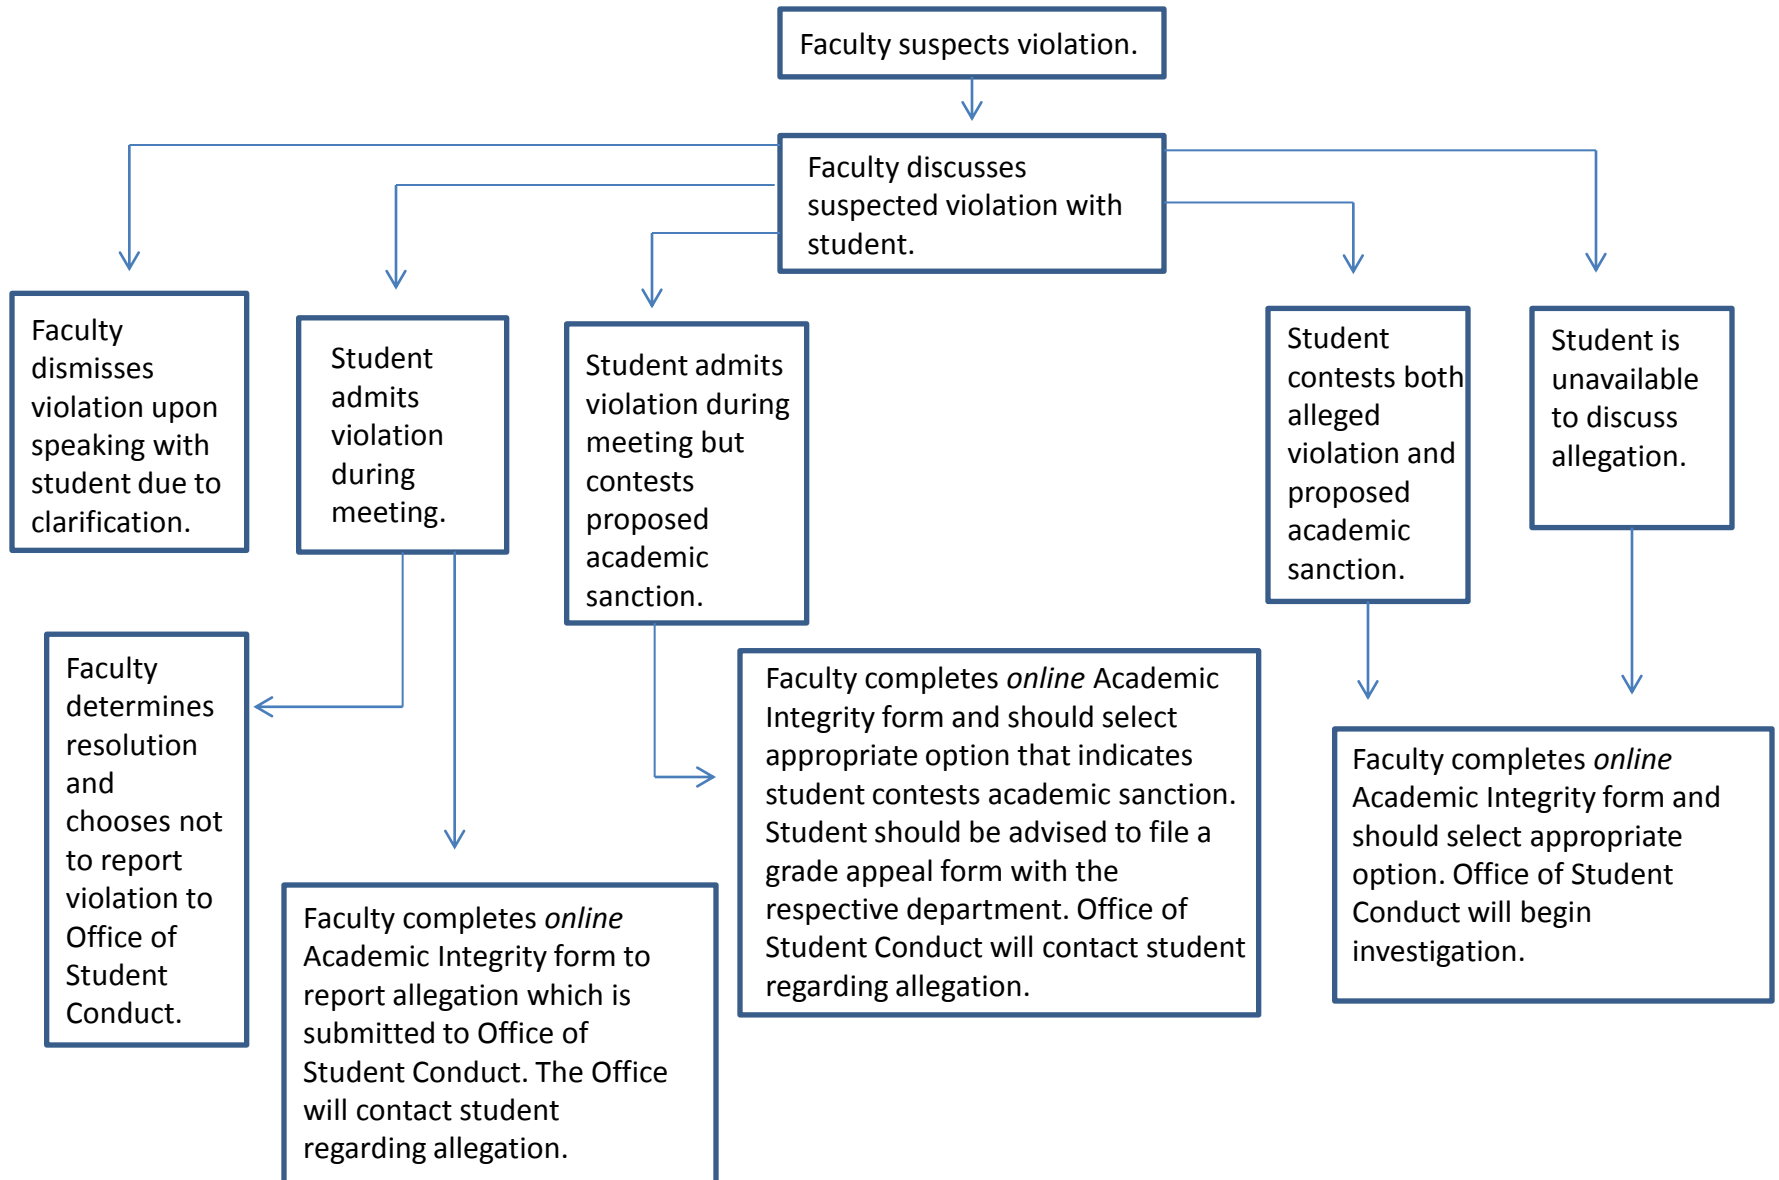 Faculty suspects violation.
Faculty discusses
suspected violation with
student.
Faculty
dismisses
violation upon
speaking with
student due to
clarification.
Student
admits
violation
during
meeting.
Student admits
violation during
meeting but
contests
proposed
academic
sanction.
Student
contests both
alleged
violation and
proposed
academic
sanction.
Student is
unavailable
to discuss
allegation.
Faculty
determines
resolution
and
chooses not
to report
violation to
Office of
Student
Conduct.
Faculty completes online
Academic Integrity form to
report allegation which is
submitted to Office of
Student Conduct. The Office
will contact student
regarding allegation.
Faculty completes online Academic
Integrity form and should select
appropriate option that indicates
student contests academic sanction.
Student should be advised to file a
grade appeal form with the
respective department. Office of
Student Conduct will contact student
regarding allegation.
Faculty completes online
Academic Integrity form and
should select appropriate
option. Office of Student
Conduct will begin
investigation.